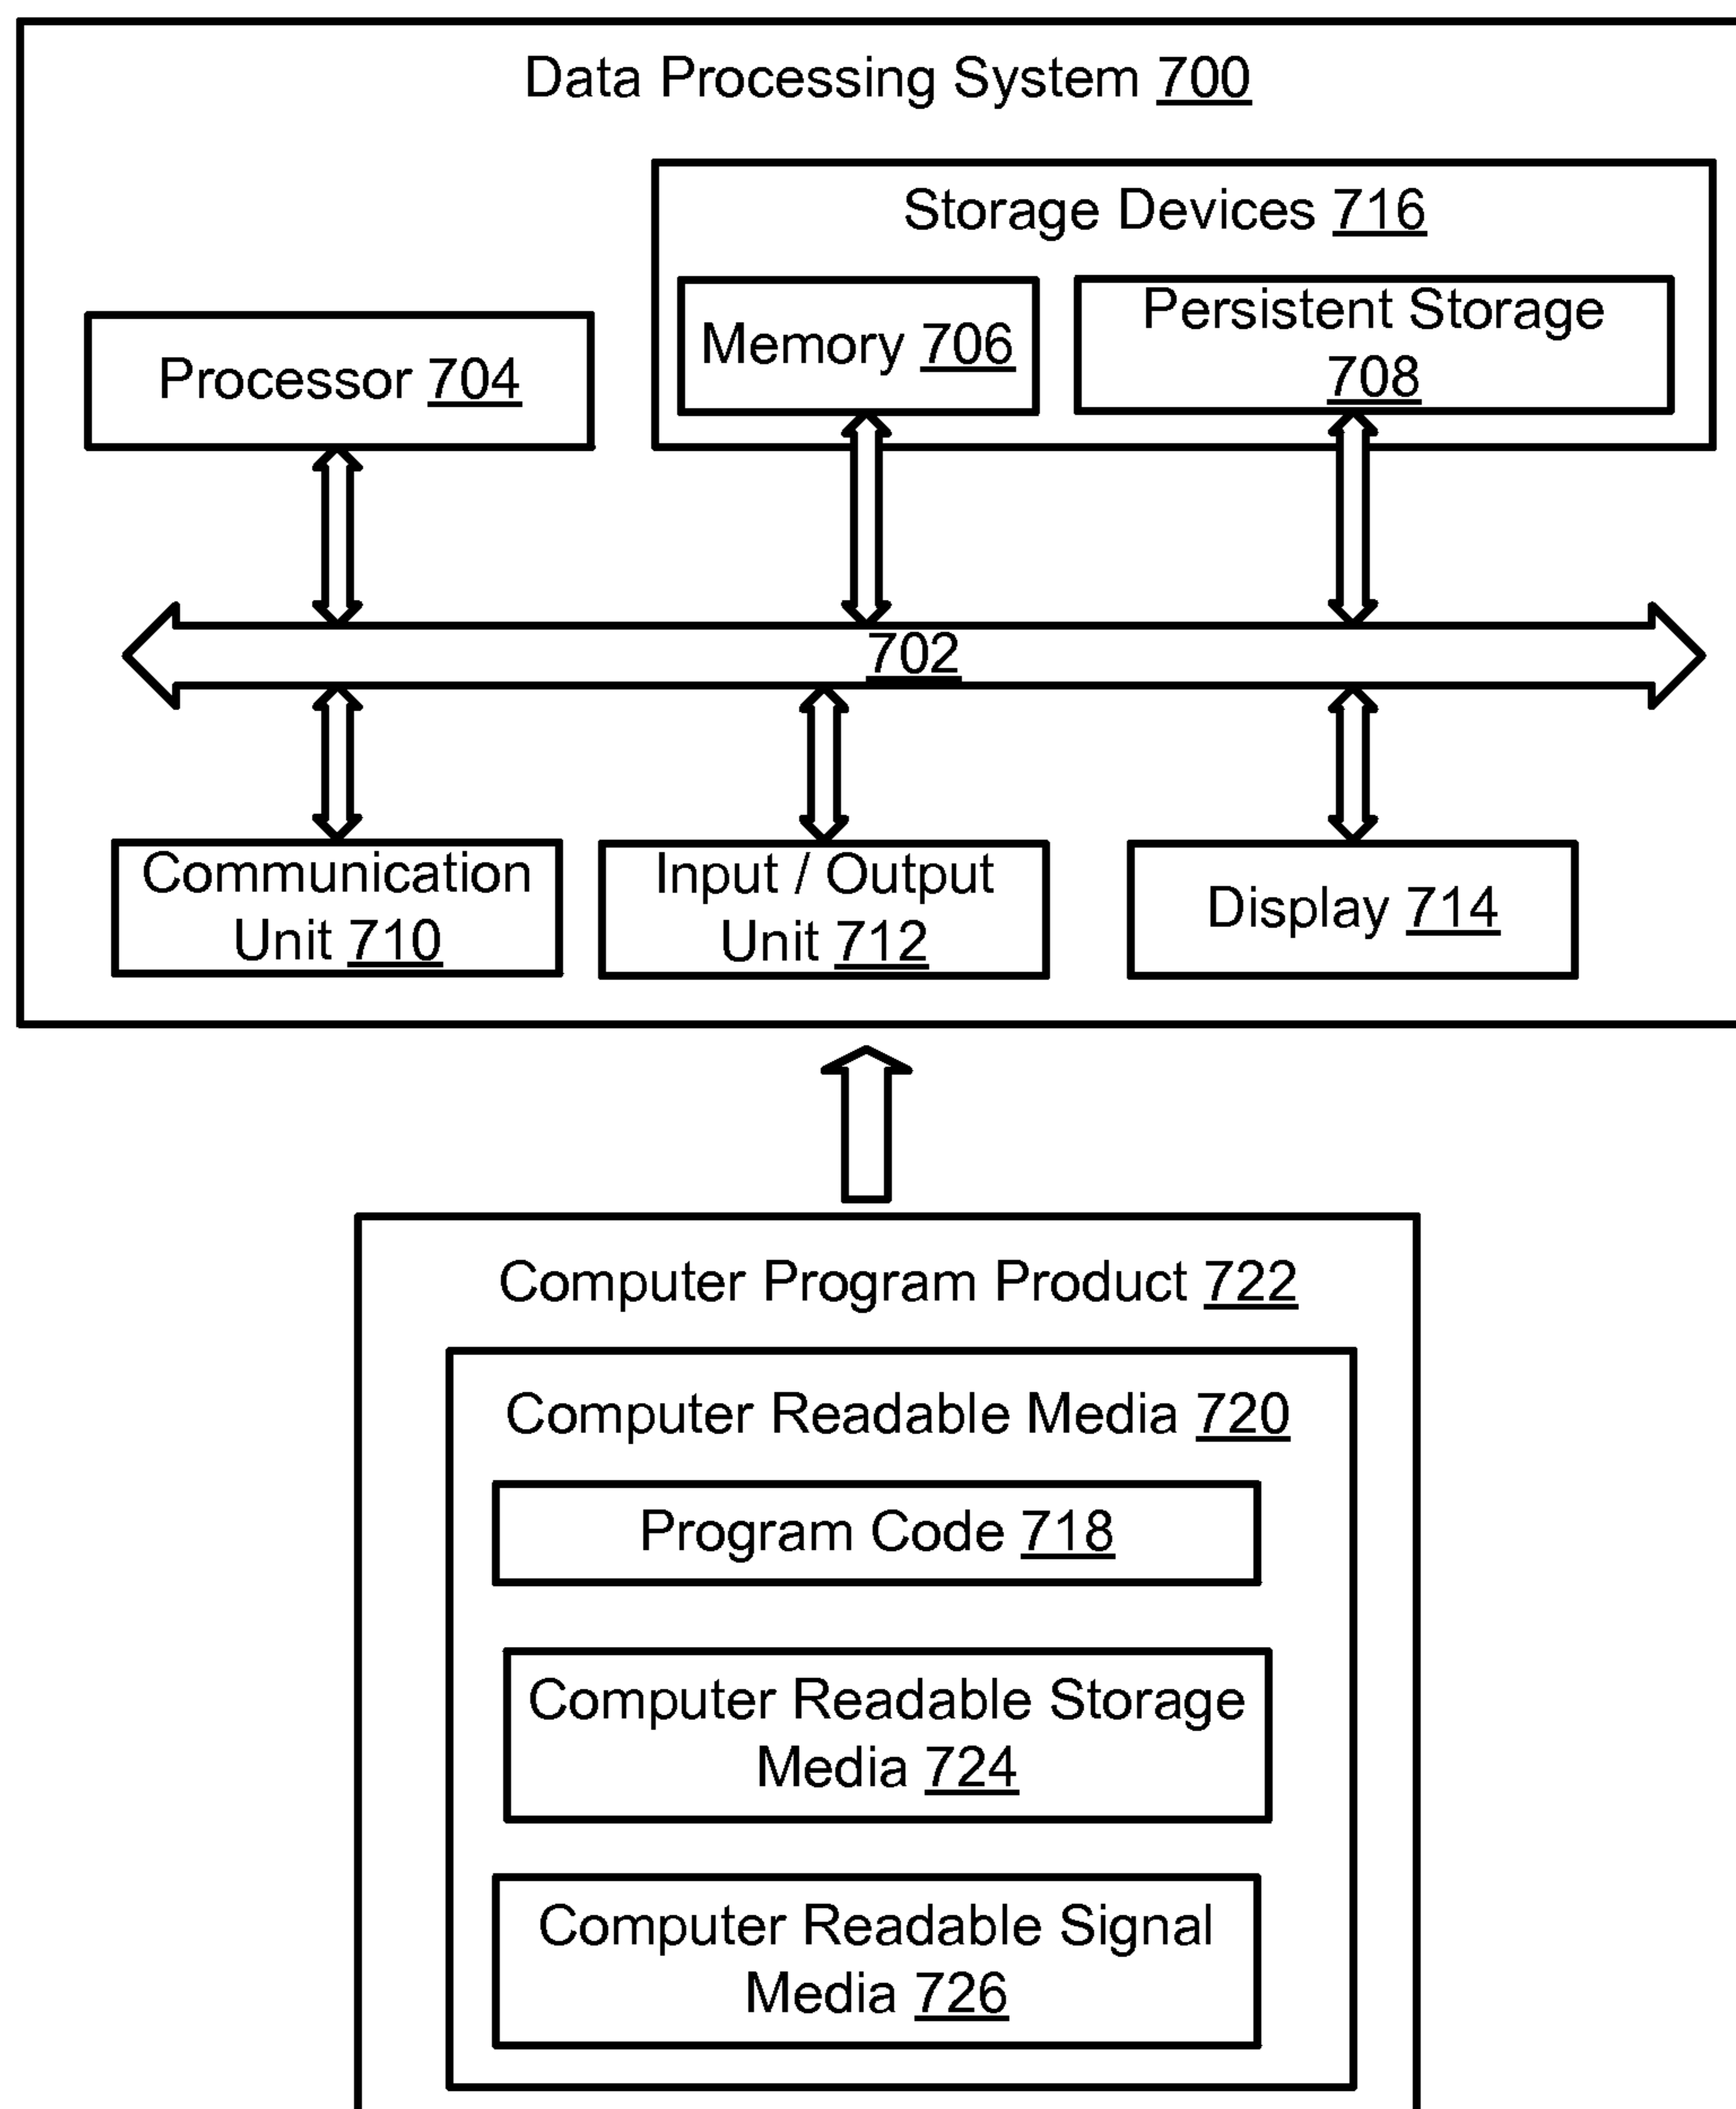 Data Processing System 700
Storage Devices 716
Memory 706
Persistent Storage
708
Processor 704
702
Communication
Unit 710
Input / Output
Unit 712
Display 714
Computer Program Product 722
Computer Readable Media 720
Program Code 718
Computer Readable Storage
Media 724
Computer Readable Signal
Media 726